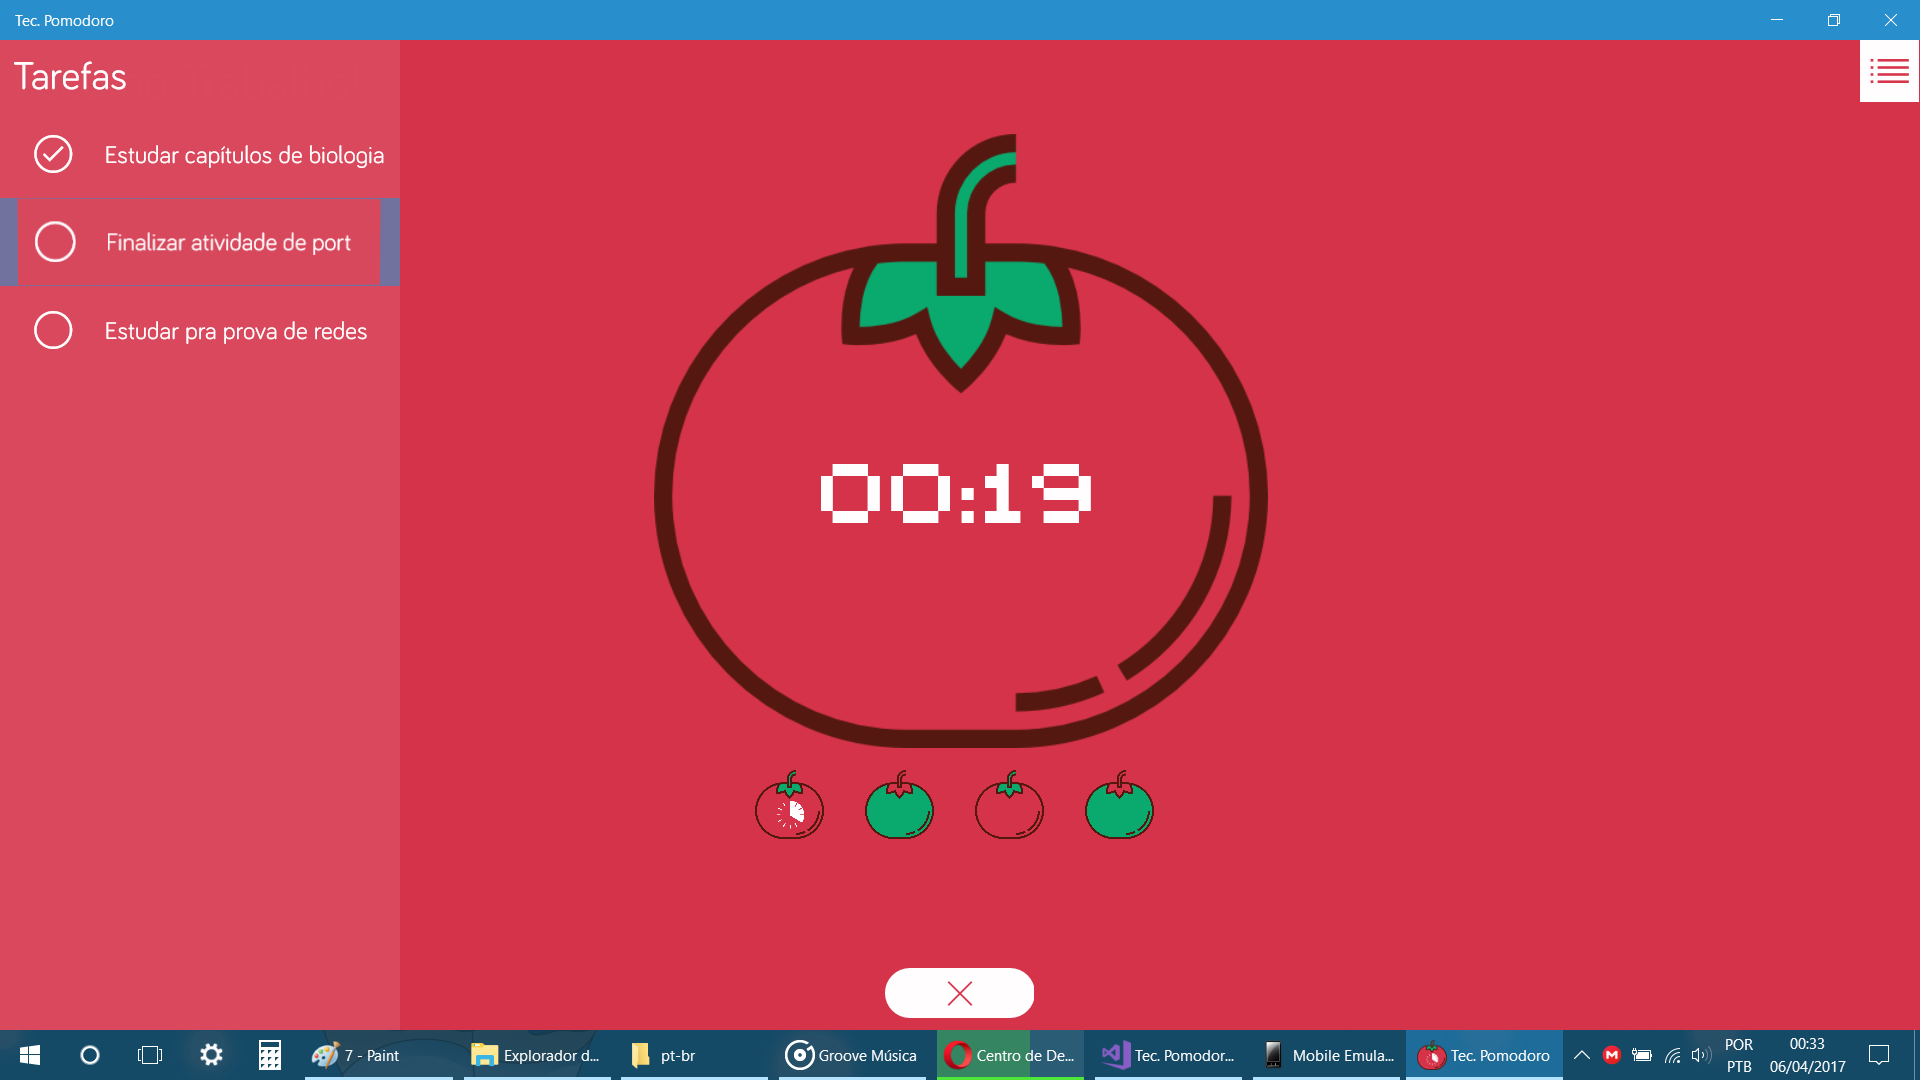 Tec. Pomodoro
Tarefas
Estudar capítulos de biologia
Finalizar atividade de port
Estudar pra prova de redes
00:19
7 - Paint
Explorador d...
pt-br
Groove Música
Centro de De...
Tec. Pomodor...
Mobile Emula...
Tec. Pomodoro
POR
PTB
00:33
06/04/2017